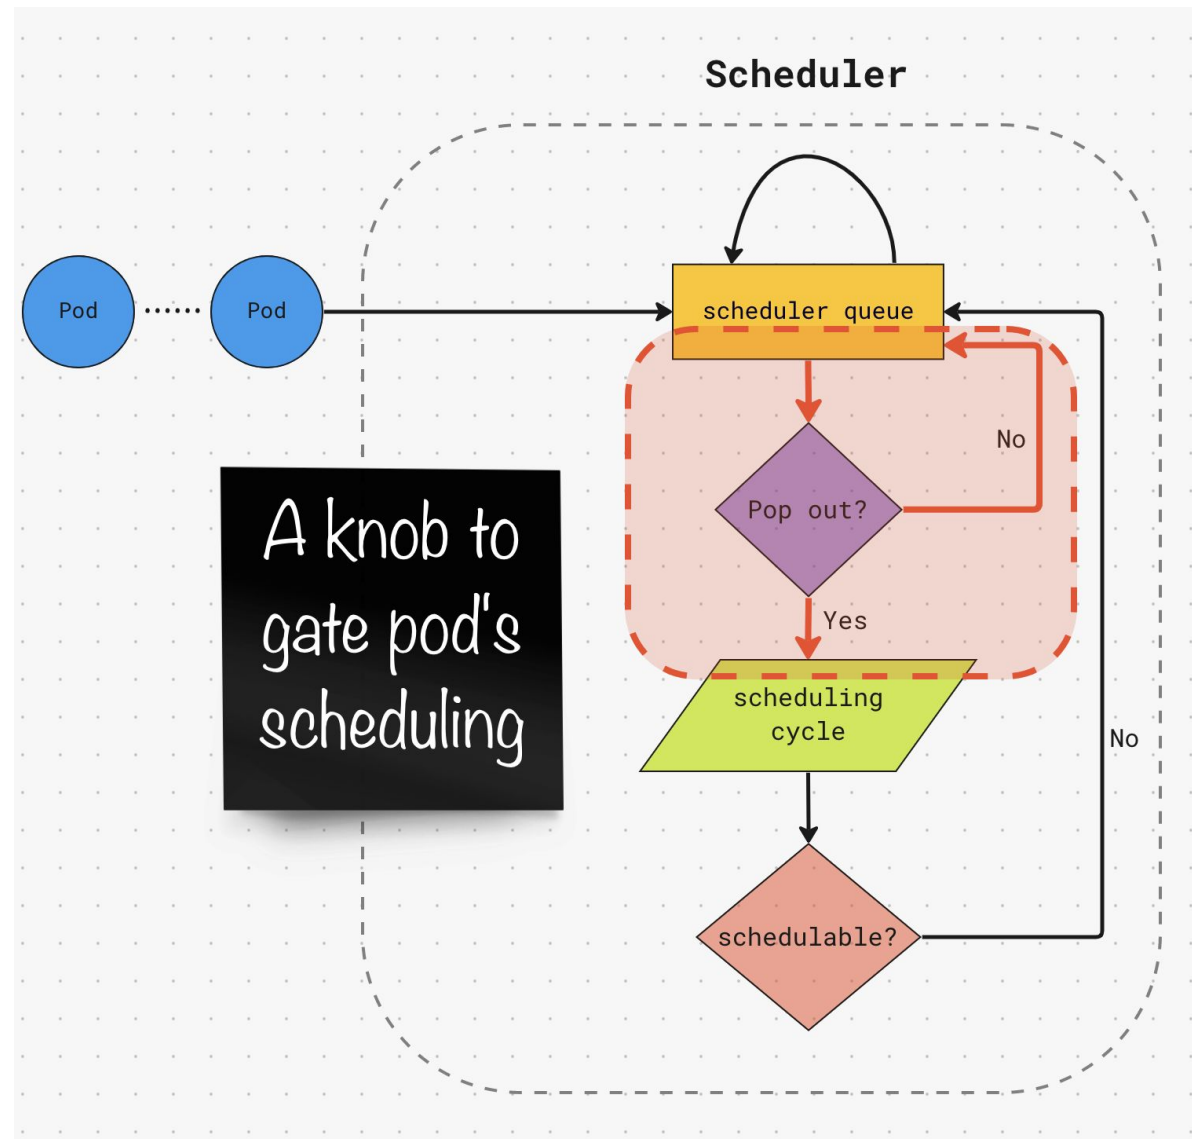 Scheduler
Pod
Pod
scheduler queue
No
Pop out?
A knob to
gate pod's
scheduling
Yes
scheduling
cycle
No
schedulable?